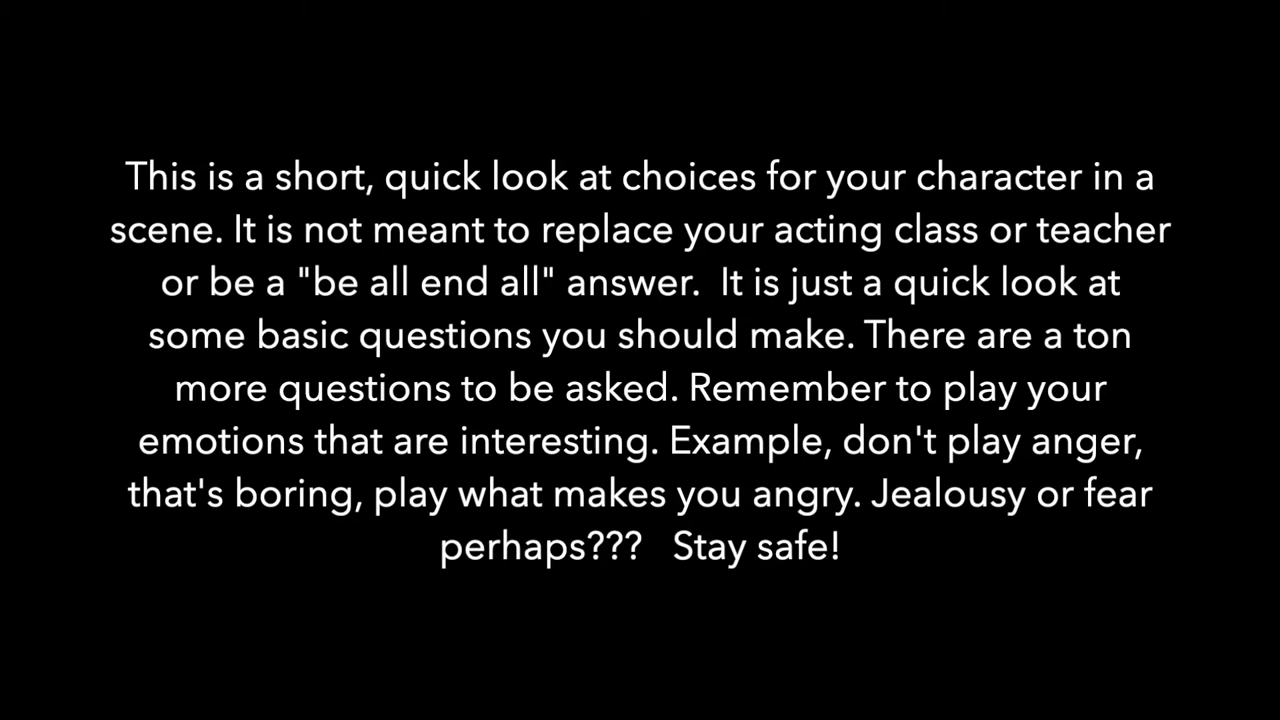 This is a short, quick look at choices for your character in a
scene. It is not meant to replace your acting class or teacher
or be a "be all end all" answer.  It is just a quick look at
some basic questions you should make. There are a ton
more questions to be asked. Remember to play your
emotions that are interesting. Example, don't play anger,
that's boring, play what makes you angry. Jealousy or fear
perhaps???   Stay safe!